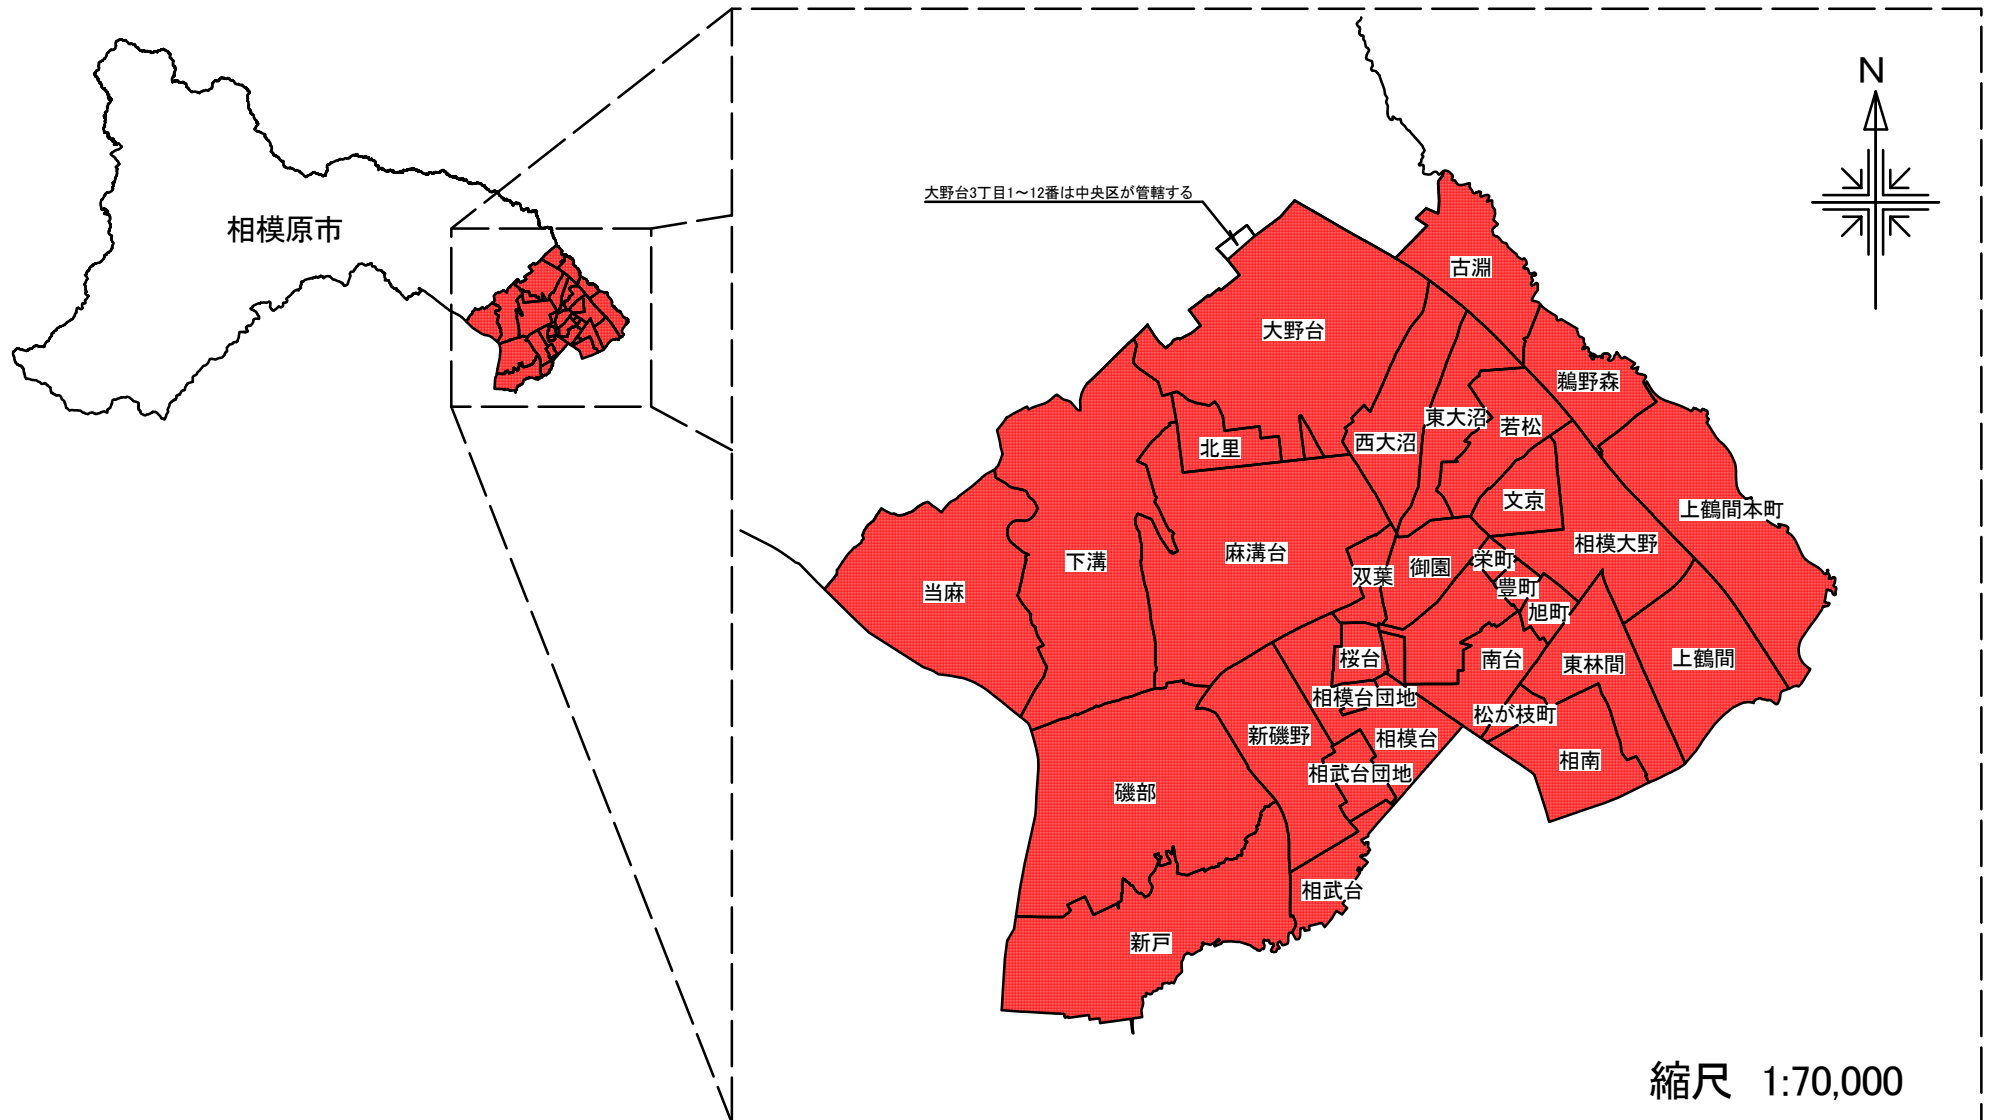 N
大野台3丁目1～12番は中央区が管轄する
相模原市
古淵
大野台
鵜野森
東大沼
若松
西大沼
北里
文京
上鶴間本町
相模大野
麻溝台
下溝
栄町
御園
双葉
豊町
当麻
旭町
桜台
南台
東林間
上鶴間
相模台団地
松が枝町
新磯野
相模台
相南
相武台団地
磯部
相武台
新戸
縮尺 1:70,000